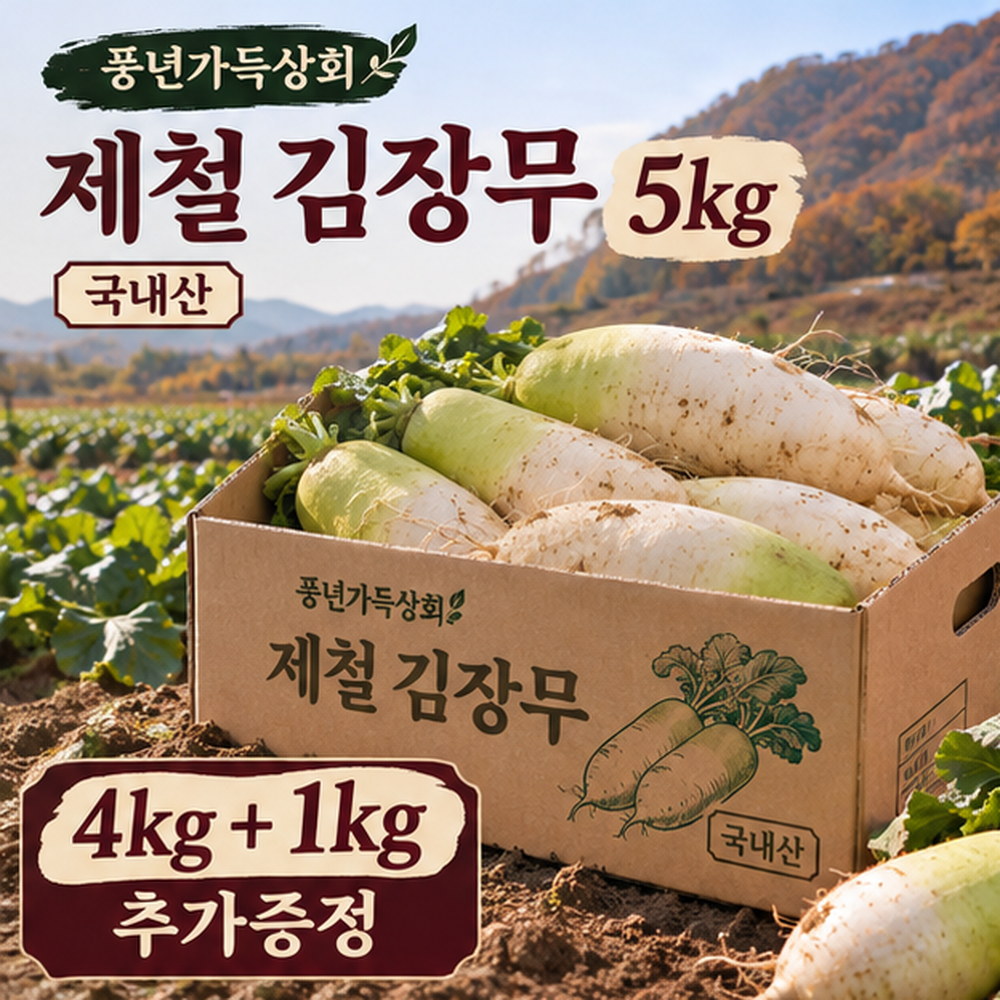 풍년가득상회
제철 김장무 5kg
국내산
풍년가득상회
제철 김장무
국내산
4kg + 1kg
추가증정